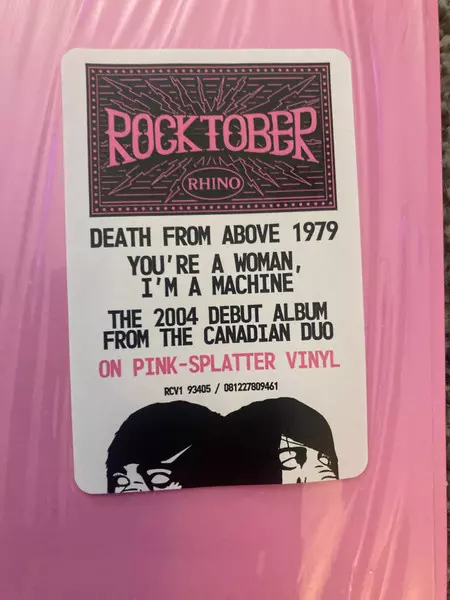 ROCKTOBER
RHINO
DEATH FROM ABOVE 1979
YOU'RE A WOMAN,
I'M A MACHINE
THE 2004 DEBUT ALBUM
FROM THE CANADIAN DUO
ON PINK-SPLATTER VINYL
RCV1 93405 / 081227809461